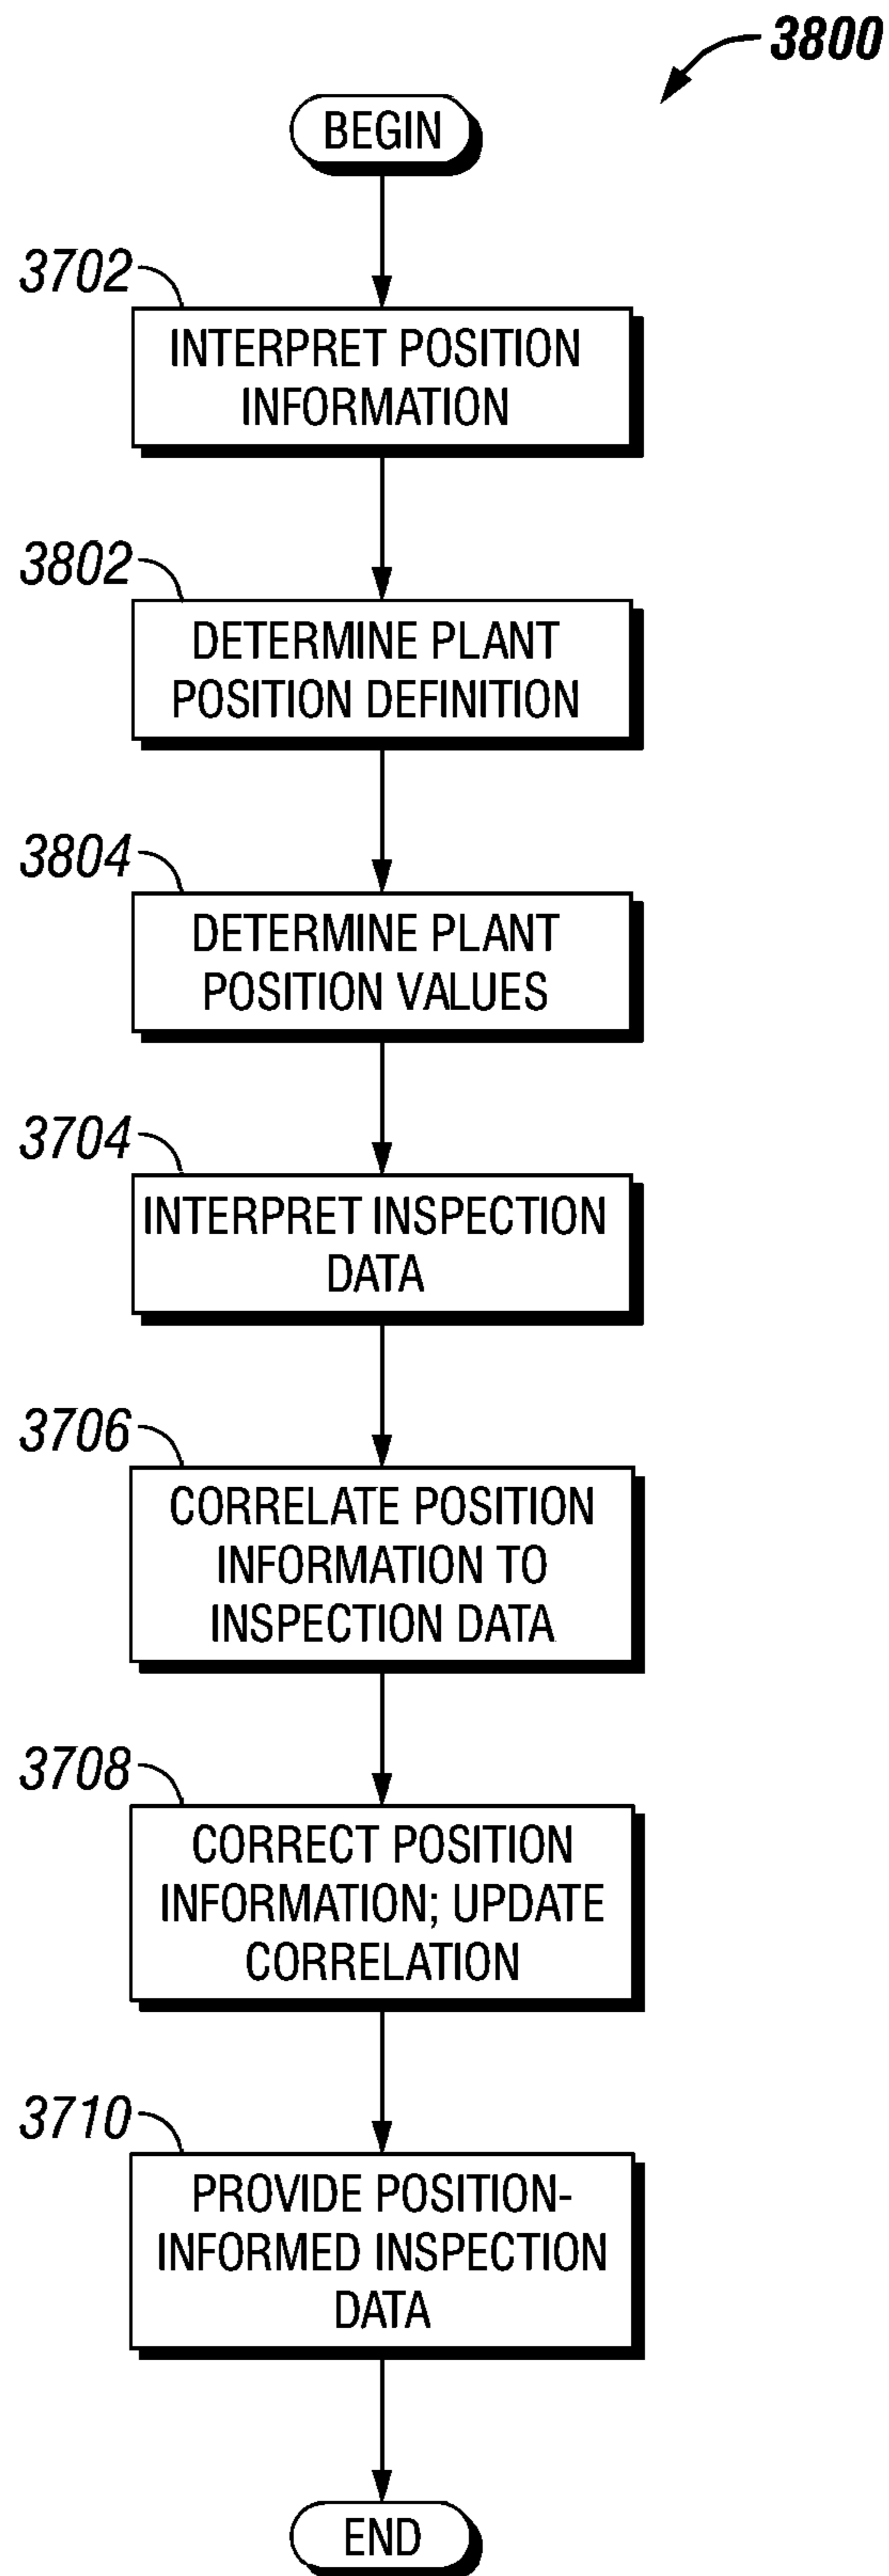 3800
BEGIN
3702
INTERPRET POSITION
INFORMATION
3802
DETERMINE PLANT
POSITION DEFINITION
3804
DETERMINE PLANT
POSITION VALUES
3704
INTERPRET INSPECTION
DATA
3706
CORRELATE POSITION
INFORMATION TO
INSPECTION DATA
3708
CORRECT POSITION
INFORMATION; UPDATE
CORRELATION
3710
PROVIDE POSITION-
INFORMED INSPECTION
DATA
END